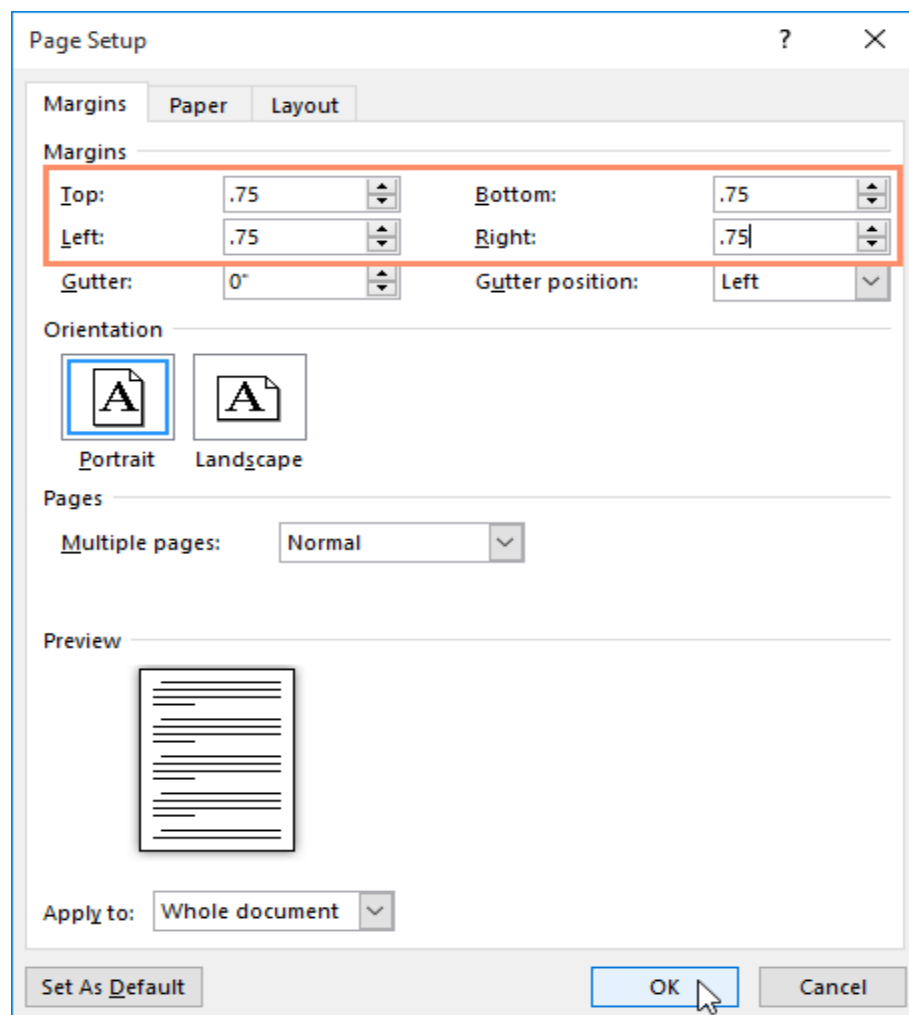 Page Setup ?
Margins Paper Layout
Margins
Top: .75 Bottom: .75
Left: .75 Right: .75
Gutter: 0" Gutter position: Left
Orientation
A A
Portrait Landscape
Pages
Multiple pages: Normal
Preview
Apply to: Whole document
Set As Default OK Cancel